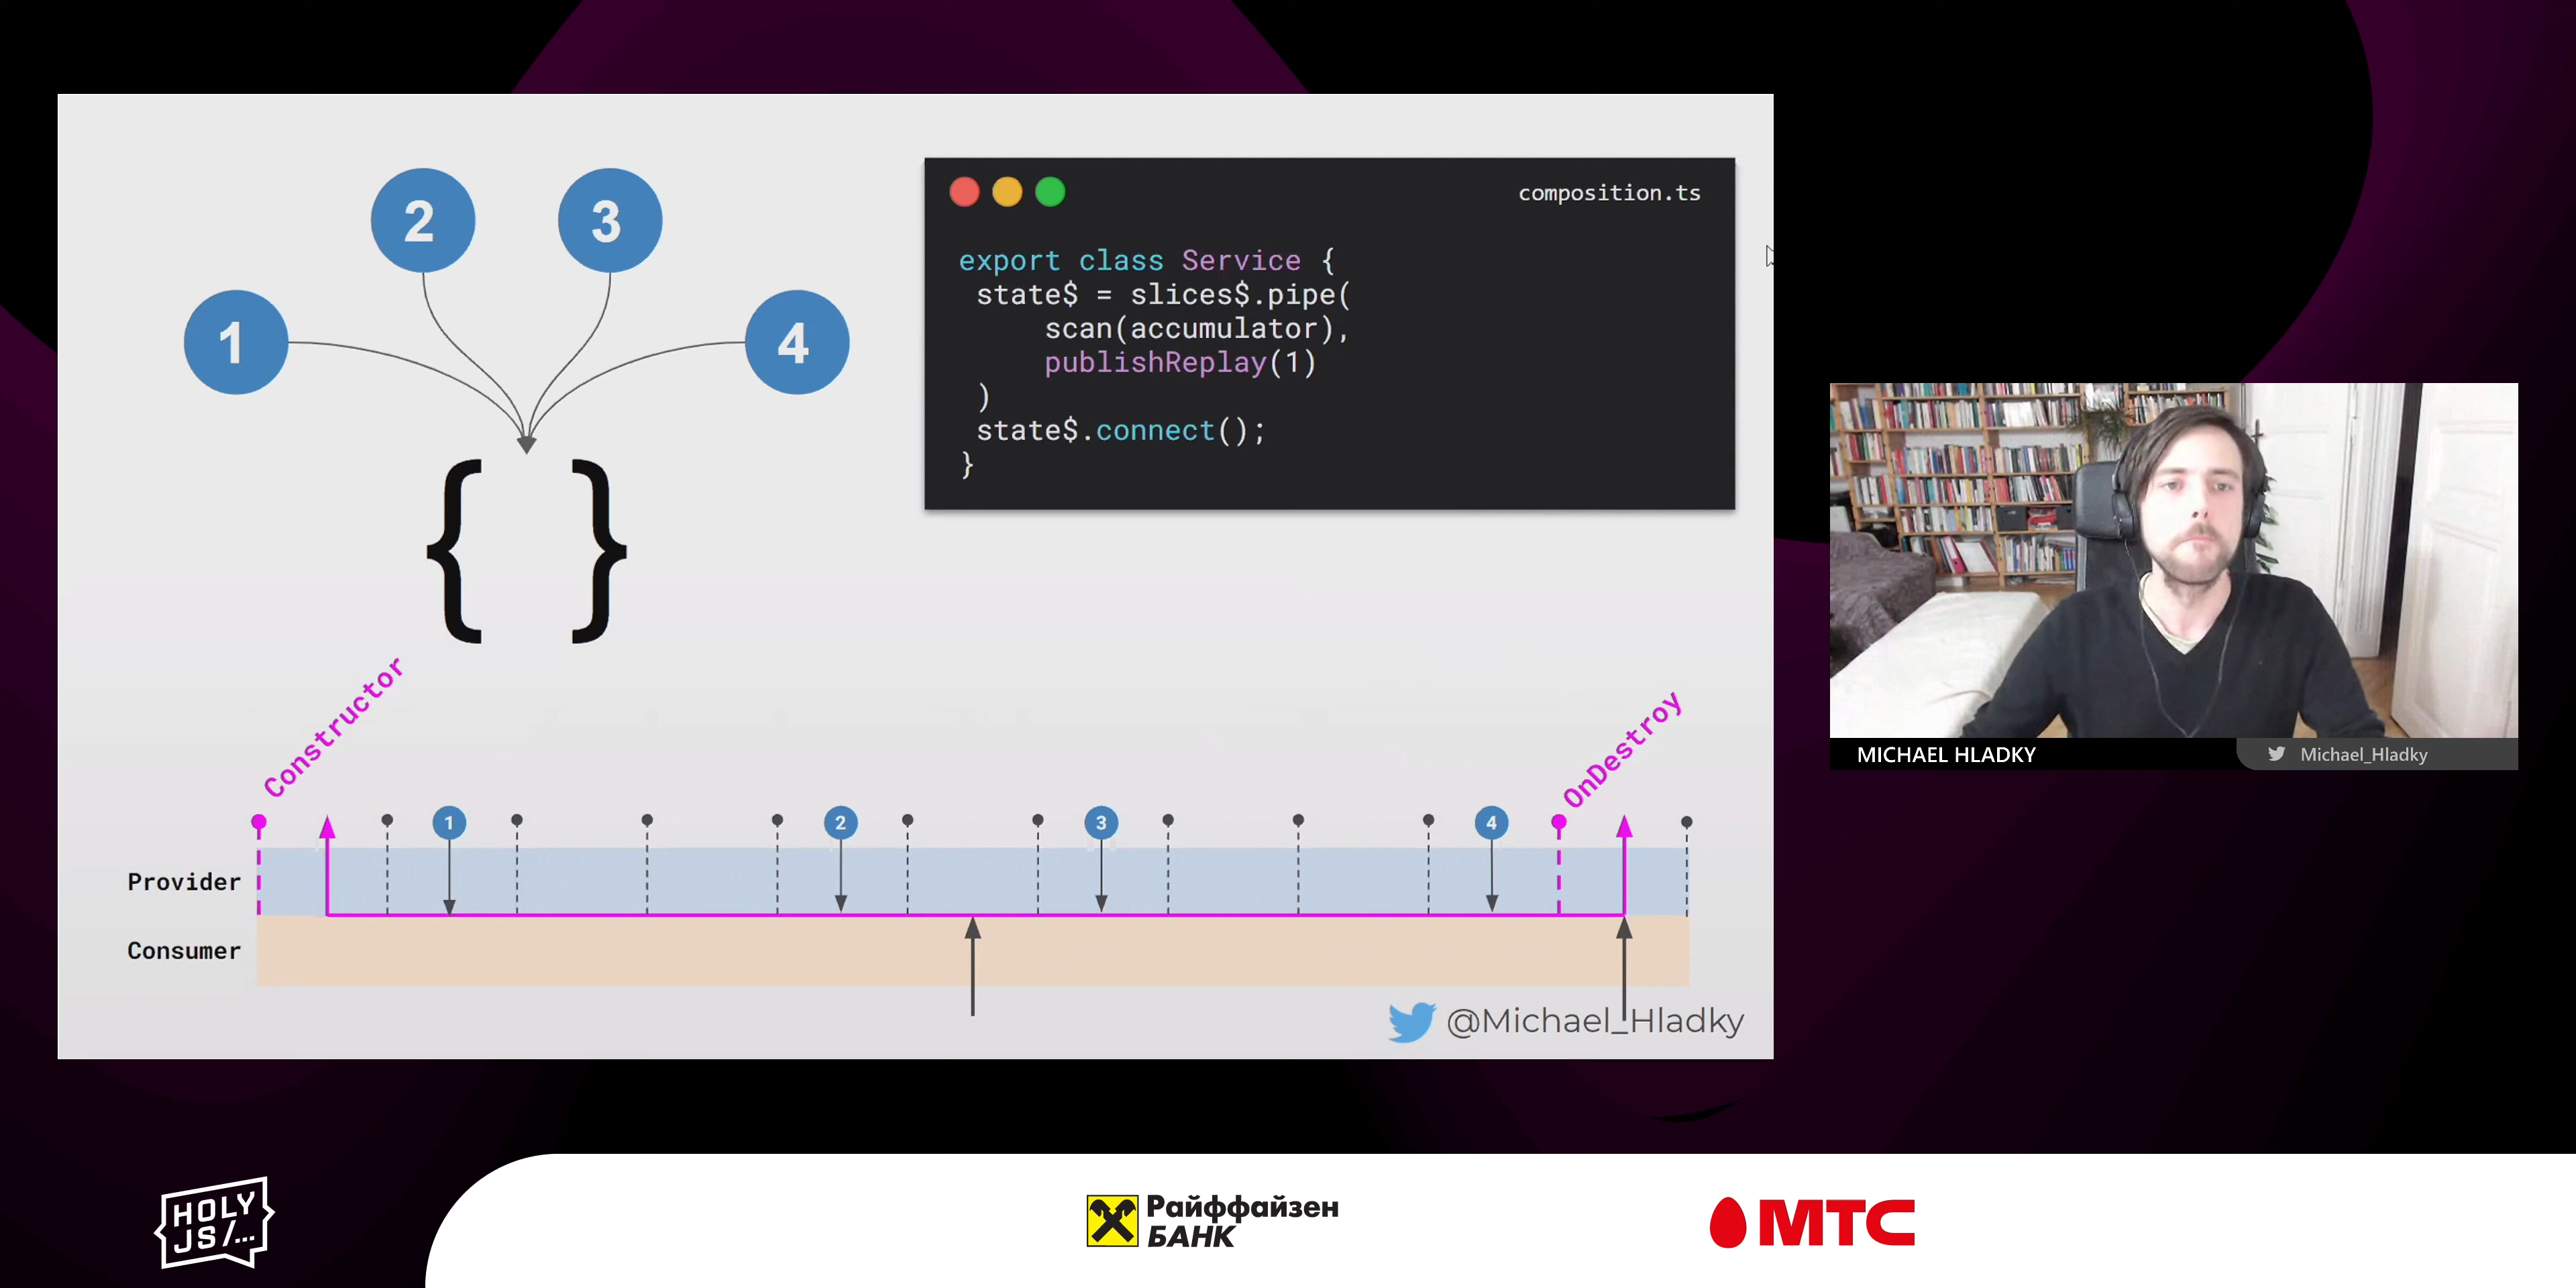 2
3
1
4
{ }
composition.ts
export class Service {
state$ = slices$.pipe(
scan(accumulator),
publishReplay(1)
)
state$.connect();
}
Constructor
OnDestroy
1
2
3
4
Provider
Consumer
@Michael_Hladky
MICHAEL HLADKY
Michael_Hladky
HOLY
JS/...
Райффайзен
БАНК
МТС